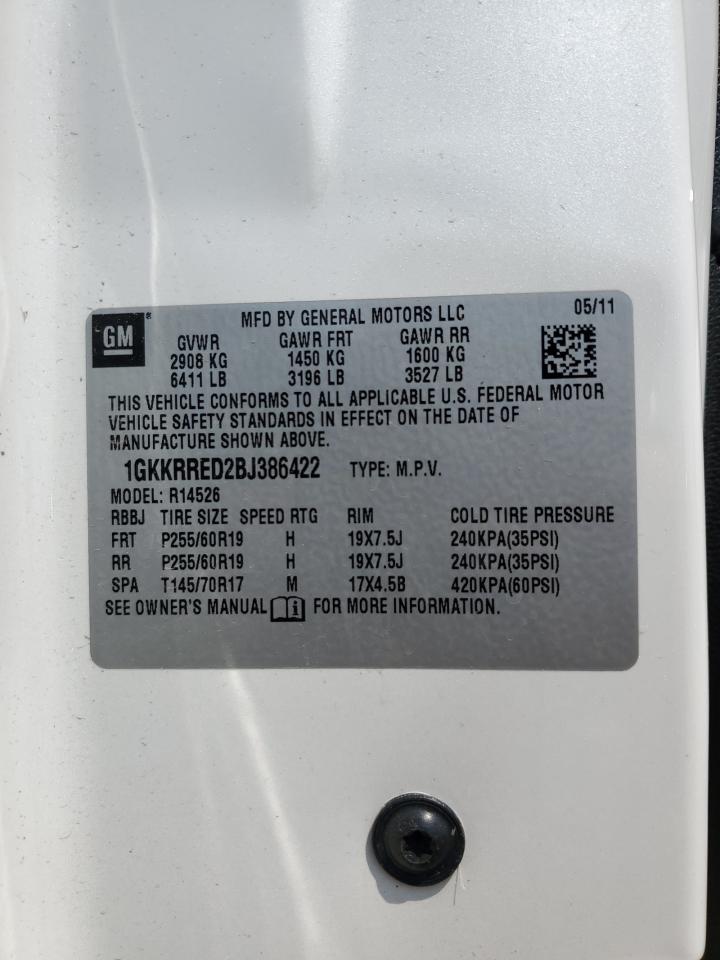 GM ®
MFD BY GENERAL MOTORS LLC 05/11
GVWR GAWR FRT GAWR RR
2908 KG 1450 KG 1600 KG
6411 LB 3196 LB 3527 LB
THIS VEHICLE CONFORMS TO ALL APPLICABLE U.S. FEDERAL MOTOR
VEHICLE SAFETY STANDARDS IN EFFECT ON THE DATE OF
MANUFACTURE SHOWN ABOVE.
1GKKRRED2BJ386422 TYPE: M.P.V.
MODEL: R14526
RBBJ TIRE SIZE SPEED RTG RIM COLD TIRE PRESSURE
FRT P255/60R19 H 19X7.5J 240KPA(35PSI)
RR P255/60R19 H 19X7.5J 240KPA(35PSI)
SPA T145/70R17 M 17X4.5B 420KPA(60PSI)
SEE OWNER'S MANUAL i FOR MORE INFORMATION.